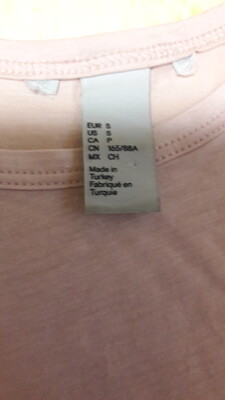 EUR S
US S
CA P
CN 165/88A
MX CH
Made in
Turkey
Fabriqué en
Turquie